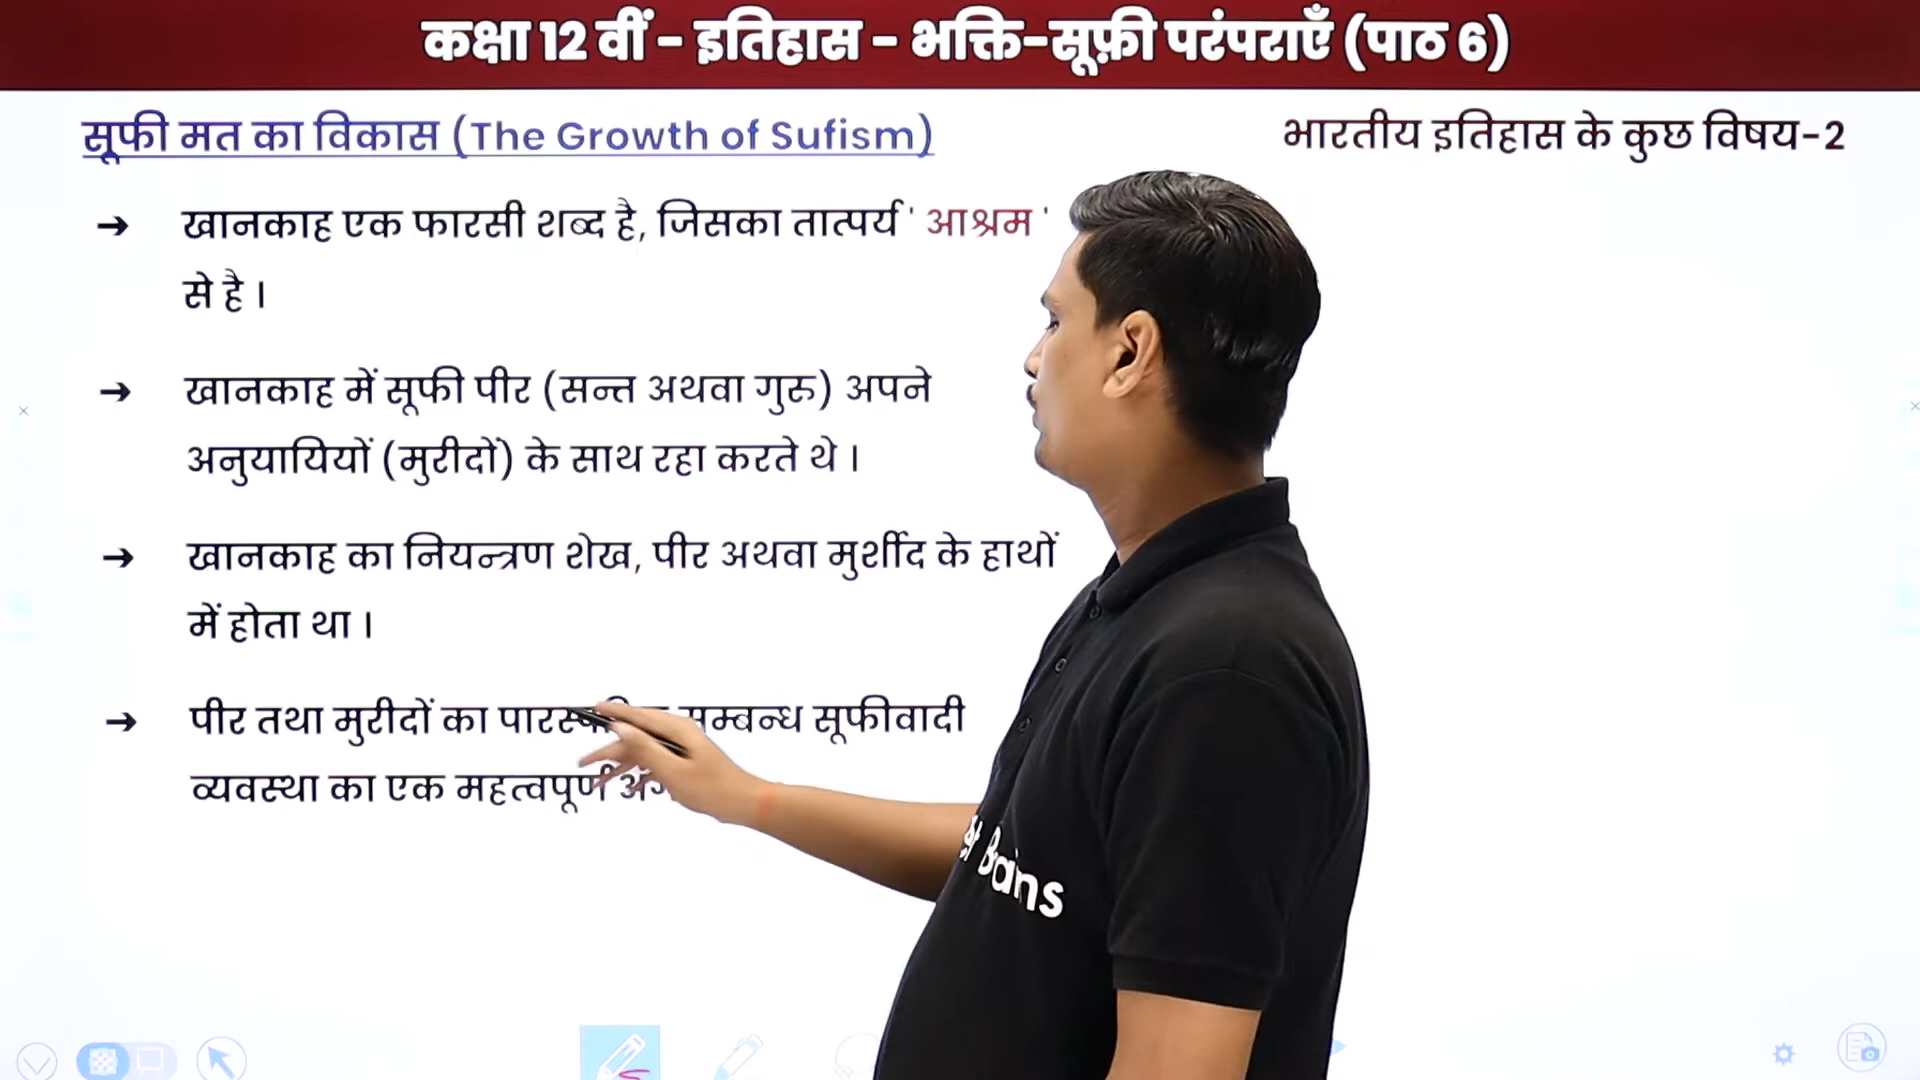 कक्षा 12 वीं - इतिहास - भक्ति-सूफ़ी परंपराएँ (पाठ 6)
सूफी मत का विकास (The Growth of Sufism)
भारतीय इतिहास के कुछ विषय-2
➔ खानकाह एक फारसी शब्द है, जिसका तात्पर्य ' आश्रम '
से है ।
➔ खानकाह में सूफी पीर (सन्त अथवा गुरु) अपने
अनुयायियों (मुरीदों) के साथ रहा करते थे ।
➔ खानकाह का नियन्त्रण शेख, पीर अथवा मुर्शीद के हाथों
में होता था ।
➔ पीर तथा मुरीदों का सम्बन्ध सूफीवादी
व्यवस्था का एक महत्वपूर्ण